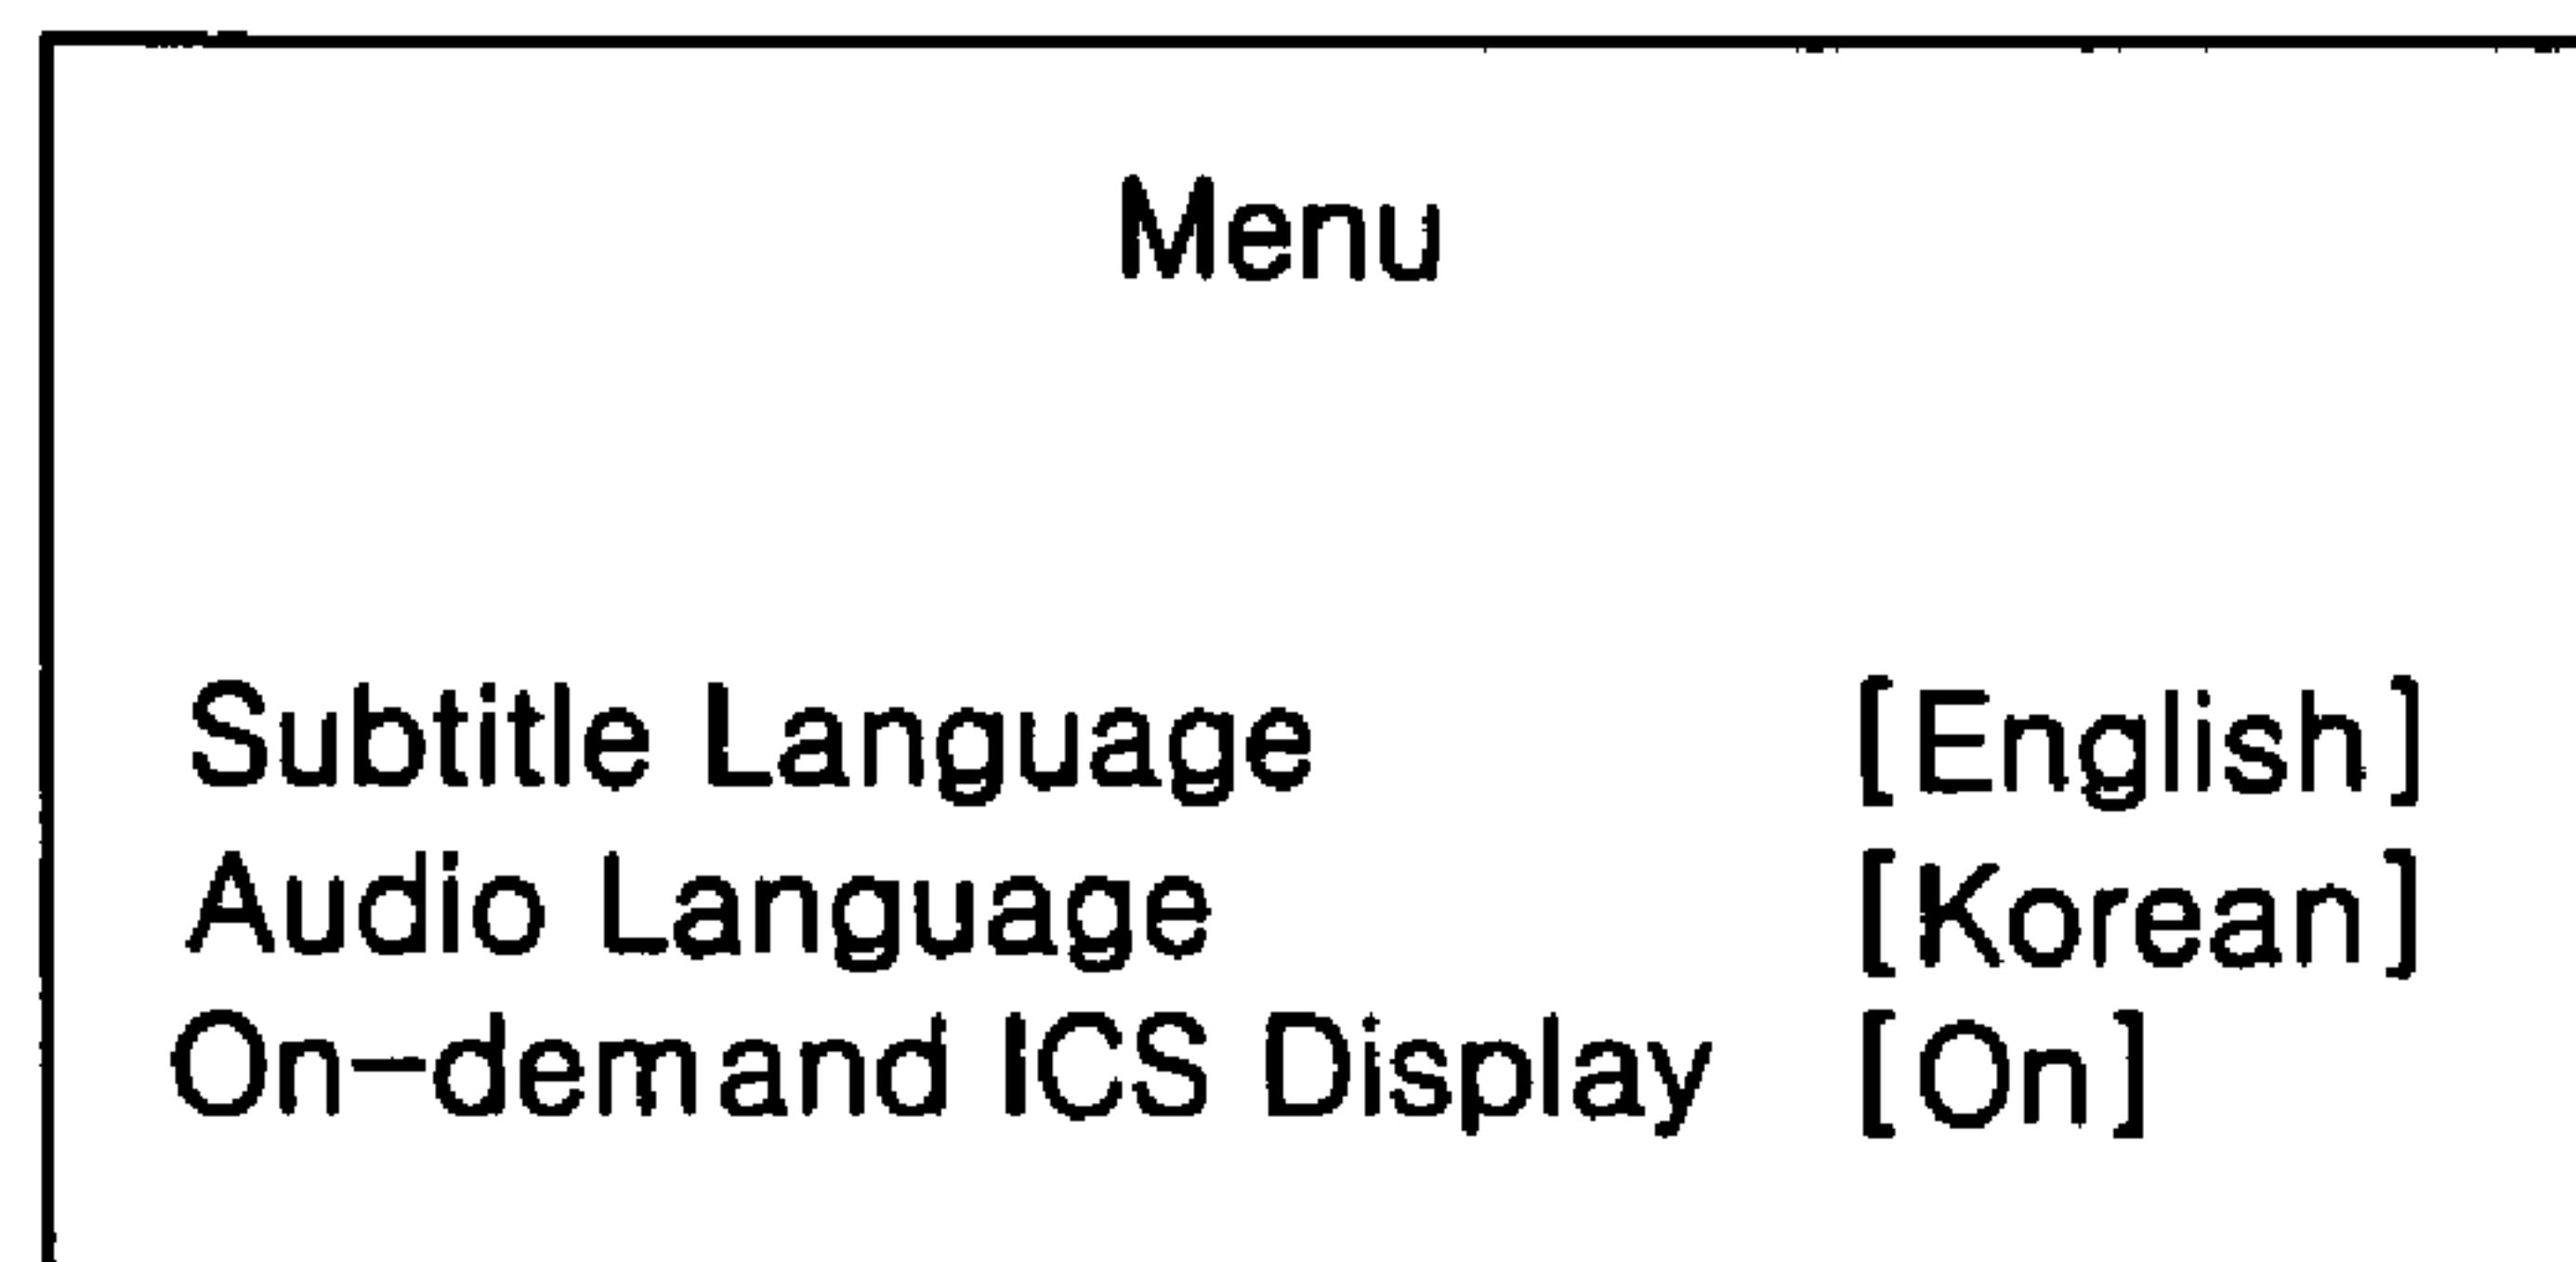 Menu
Subtitle Language [English]
Audio Language [Korean]
On-demand ICS Display [On]